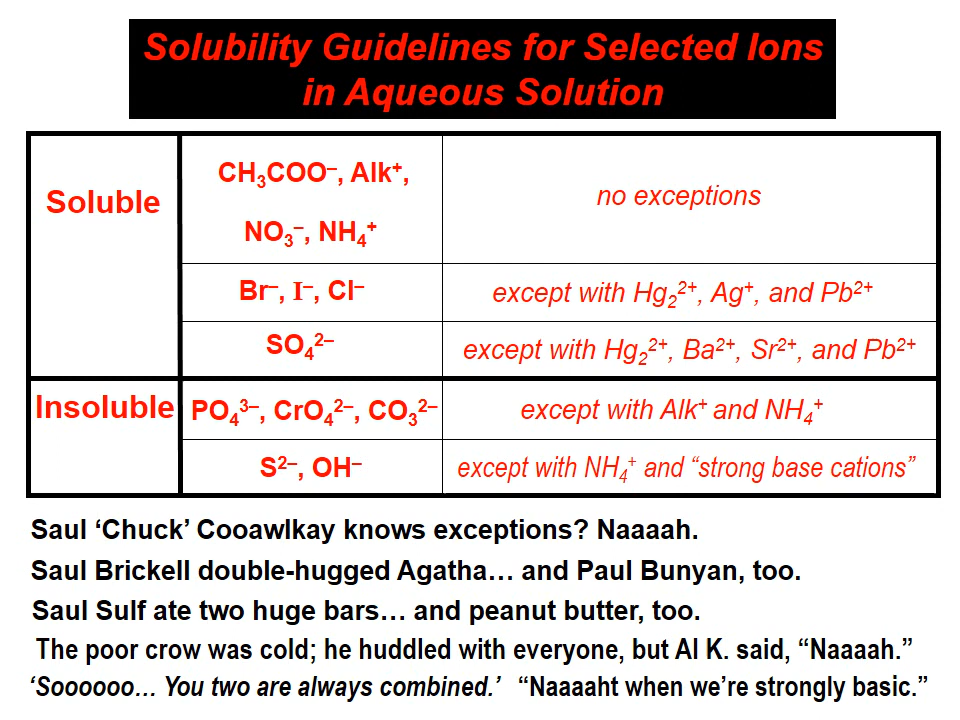 Solubility Guidelines for Selected Ions
in Aqueous Solution
Soluble
CH₃COO⁻, Alk⁺,
NO₃⁻, NH₄⁺
no exceptions
Br⁻, I⁻, Cl⁻
except with Hg₂²⁺, Ag⁺, and Pb²⁺
SO₄²⁻
except with Hg₂²⁺, Ba²⁺, Sr²⁺, and Pb²⁺
Insoluble
PO₄³⁻, CrO₄²⁻, CO₃²⁻
except with Alk⁺ and NH₄⁺
S²⁻, OH⁻
except with NH₄⁺ and “strong base cations”
Saul ‘Chuck’ Cooawlkay knows exceptions? Naaaah.
Saul Brickell double-hugged Agatha… and Paul Bunyan, too.
Saul Sulf ate two huge bars… and peanut butter, too.
The poor crow was cold; he huddled with everyone, but Al K. said, “Naaaah.”
‘Soooooo… You two are always combined.’ “Naaaaht when we’re strongly basic.”